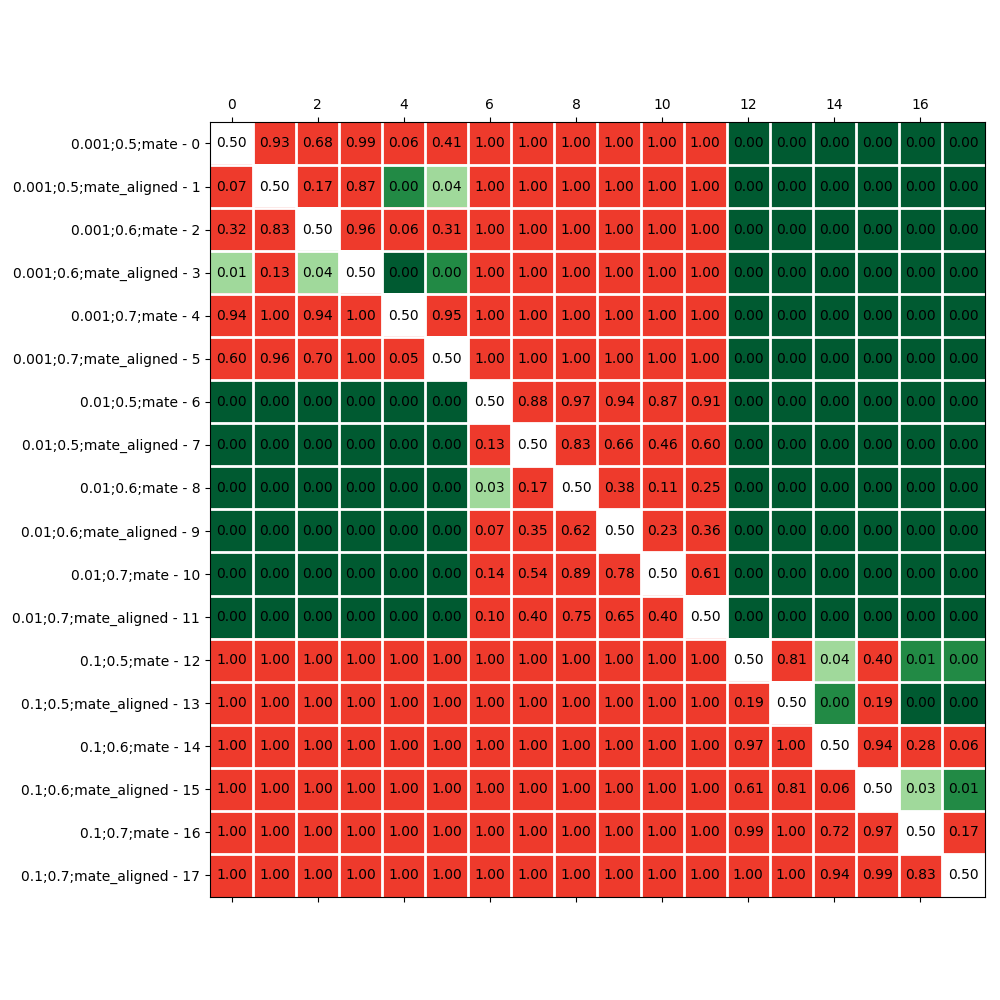 0 2 4 6 8 10 12 14 16
0.001;0.5;mate - 0 0.50 0.93 0.68 0.99 0.06 0.41 1.00 1.00 1.00 1.00 1.00 1.00 0.00 0.00 0.00 0.00 0.00 0.00
0.001;0.5;mate_aligned - 1 0.07 0.50 0.17 0.87 0.00 0.04 1.00 1.00 1.00 1.00 1.00 1.00 0.00 0.00 0.00 0.00 0.00 0.00
0.001;0.6;mate - 2 0.32 0.83 0.50 0.96 0.06 0.31 1.00 1.00 1.00 1.00 1.00 1.00 0.00 0.00 0.00 0.00 0.00 0.00
0.001;0.6;mate_aligned - 3 0.01 0.13 0.04 0.50 0.00 0.00 1.00 1.00 1.00 1.00 1.00 1.00 0.00 0.00 0.00 0.00 0.00 0.00
0.001;0.7;mate - 4 0.94 1.00 0.94 1.00 0.50 0.95 1.00 1.00 1.00 1.00 1.00 1.00 0.00 0.00 0.00 0.00 0.00 0.00
0.001;0.7;mate_aligned - 5 0.60 0.96 0.70 1.00 0.05 0.50 1.00 1.00 1.00 1.00 1.00 1.00 0.00 0.00 0.00 0.00 0.00 0.00
0.01;0.5;mate - 6 0.00 0.00 0.00 0.00 0.00 0.00 0.50 0.88 0.97 0.94 0.87 0.91 0.00 0.00 0.00 0.00 0.00 0.00
0.01;0.5;mate_aligned - 7 0.00 0.00 0.00 0.00 0.00 0.00 0.13 0.50 0.83 0.66 0.46 0.60 0.00 0.00 0.00 0.00 0.00 0.00
0.01;0.6;mate - 8 0.00 0.00 0.00 0.00 0.00 0.00 0.03 0.17 0.50 0.38 0.11 0.25 0.00 0.00 0.00 0.00 0.00 0.00
0.01;0.6;mate_aligned - 9 0.00 0.00 0.00 0.00 0.00 0.00 0.07 0.35 0.62 0.50 0.23 0.36 0.00 0.00 0.00 0.00 0.00 0.00
0.01;0.7;mate - 10 0.00 0.00 0.00 0.00 0.00 0.00 0.14 0.54 0.89 0.78 0.50 0.61 0.00 0.00 0.00 0.00 0.00 0.00
0.01;0.7;mate_aligned - 11 0.00 0.00 0.00 0.00 0.00 0.00 0.10 0.40 0.75 0.65 0.40 0.50 0.00 0.00 0.00 0.00 0.00 0.00
0.1;0.5;mate - 12 1.00 1.00 1.00 1.00 1.00 1.00 1.00 1.00 1.00 1.00 1.00 1.00 0.50 0.81 0.04 0.40 0.01 0.00
0.1;0.5;mate_aligned - 13 1.00 1.00 1.00 1.00 1.00 1.00 1.00 1.00 1.00 1.00 1.00 1.00 0.19 0.50 0.00 0.19 0.00 0.00
0.1;0.6;mate - 14 1.00 1.00 1.00 1.00 1.00 1.00 1.00 1.00 1.00 1.00 1.00 1.00 0.97 1.00 0.50 0.94 0.28 0.06
0.1;0.6;mate_aligned - 15 1.00 1.00 1.00 1.00 1.00 1.00 1.00 1.00 1.00 1.00 1.00 1.00 0.61 0.81 0.06 0.50 0.03 0.01
0.1;0.7;mate - 16 1.00 1.00 1.00 1.00 1.00 1.00 1.00 1.00 1.00 1.00 1.00 1.00 0.99 1.00 0.72 0.97 0.50 0.17
0.1;0.7;mate_aligned - 17 1.00 1.00 1.00 1.00 1.00 1.00 1.00 1.00 1.00 1.00 1.00 1.00 1.00 1.00 0.94 0.99 0.83 0.50